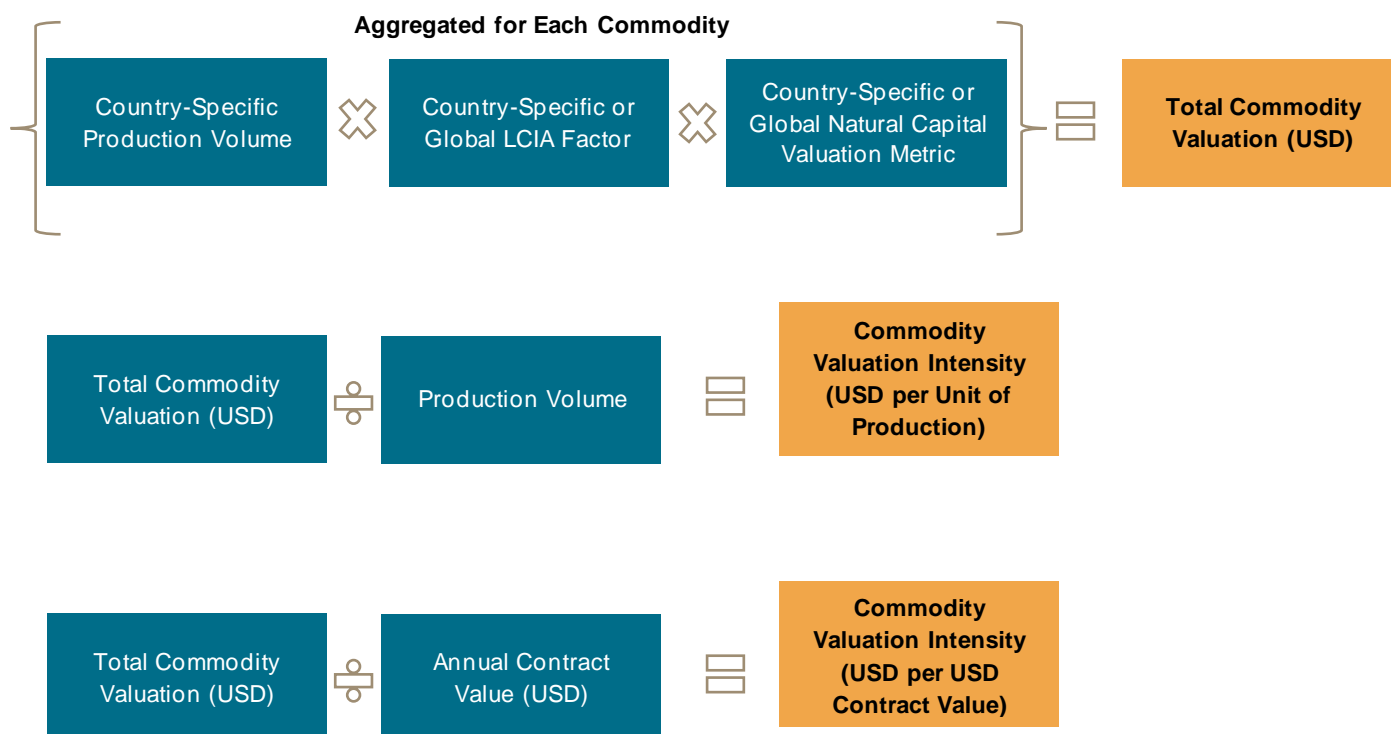 Aggregated for Each Commodity
Country-Specific
Production Volume
Country-Specific or
Global LCIA Factor
Country-Specific or
Global Natural Capital
Valuation Metric
Total Commodity
Valuation (USD)
Total Commodity
Valuation (USD)
Production Volume
Commodity
Valuation Intensity
(USD per Unit of
Production)
Total Commodity
Valuation (USD)
Annual Contract
Value (USD)
Commodity
Valuation Intensity
(USD per USD
Contract Value)